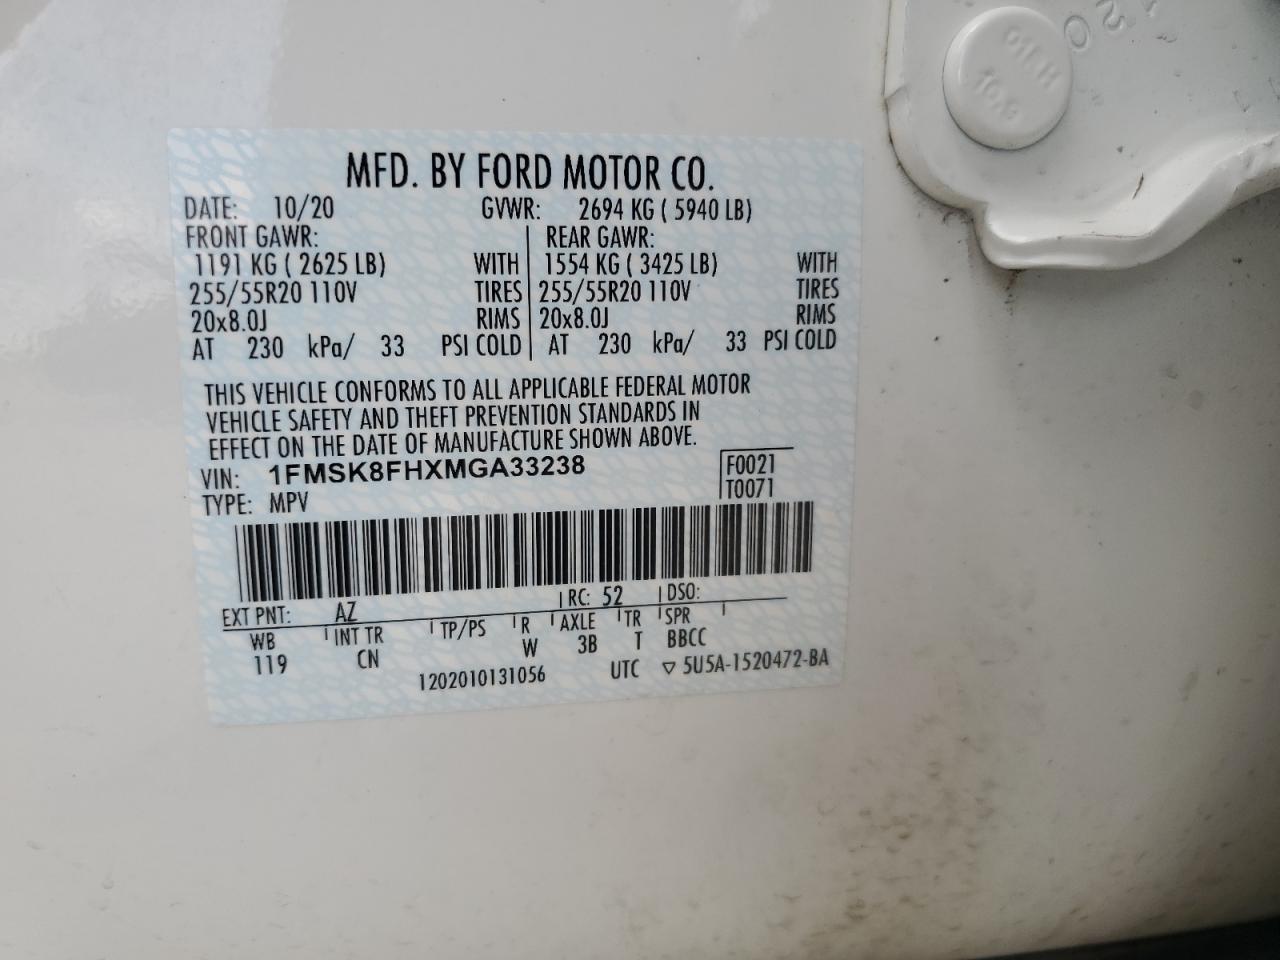 MFD. BY FORD MOTOR CO.
DATE: 10/20 GVWR: 2694 KG ( 5940 LB)
FRONT GAWR: REAR GAWR:
1191 KG ( 2625 LB) WITH 1554 KG ( 3425 LB) WITH
255/55R20 110V TIRES 255/55R20 110V TIRES
20x8.0J RIMS 20x8.0J RIMS
AT 230 kPa/ 33 PSI COLD AT 230 kPa/ 33 PSI COLD
THIS VEHICLE CONFORMS TO ALL APPLICABLE FEDERAL MOTOR
VEHICLE SAFETY AND THEFT PREVENTION STANDARDS IN
EFFECT ON THE DATE OF MANUFACTURE SHOWN ABOVE.
VIN: 1FMSK8FHXMGA33238 F0021
TYPE: MPV T0071
EXT PNT: AZ RC: 52 DSO:
WB INT TR TP/PS R AXLE TR SPR
119 CN W 3B T BBCC
1202010131056 UTC ▽ 5U5A-1520472-BA